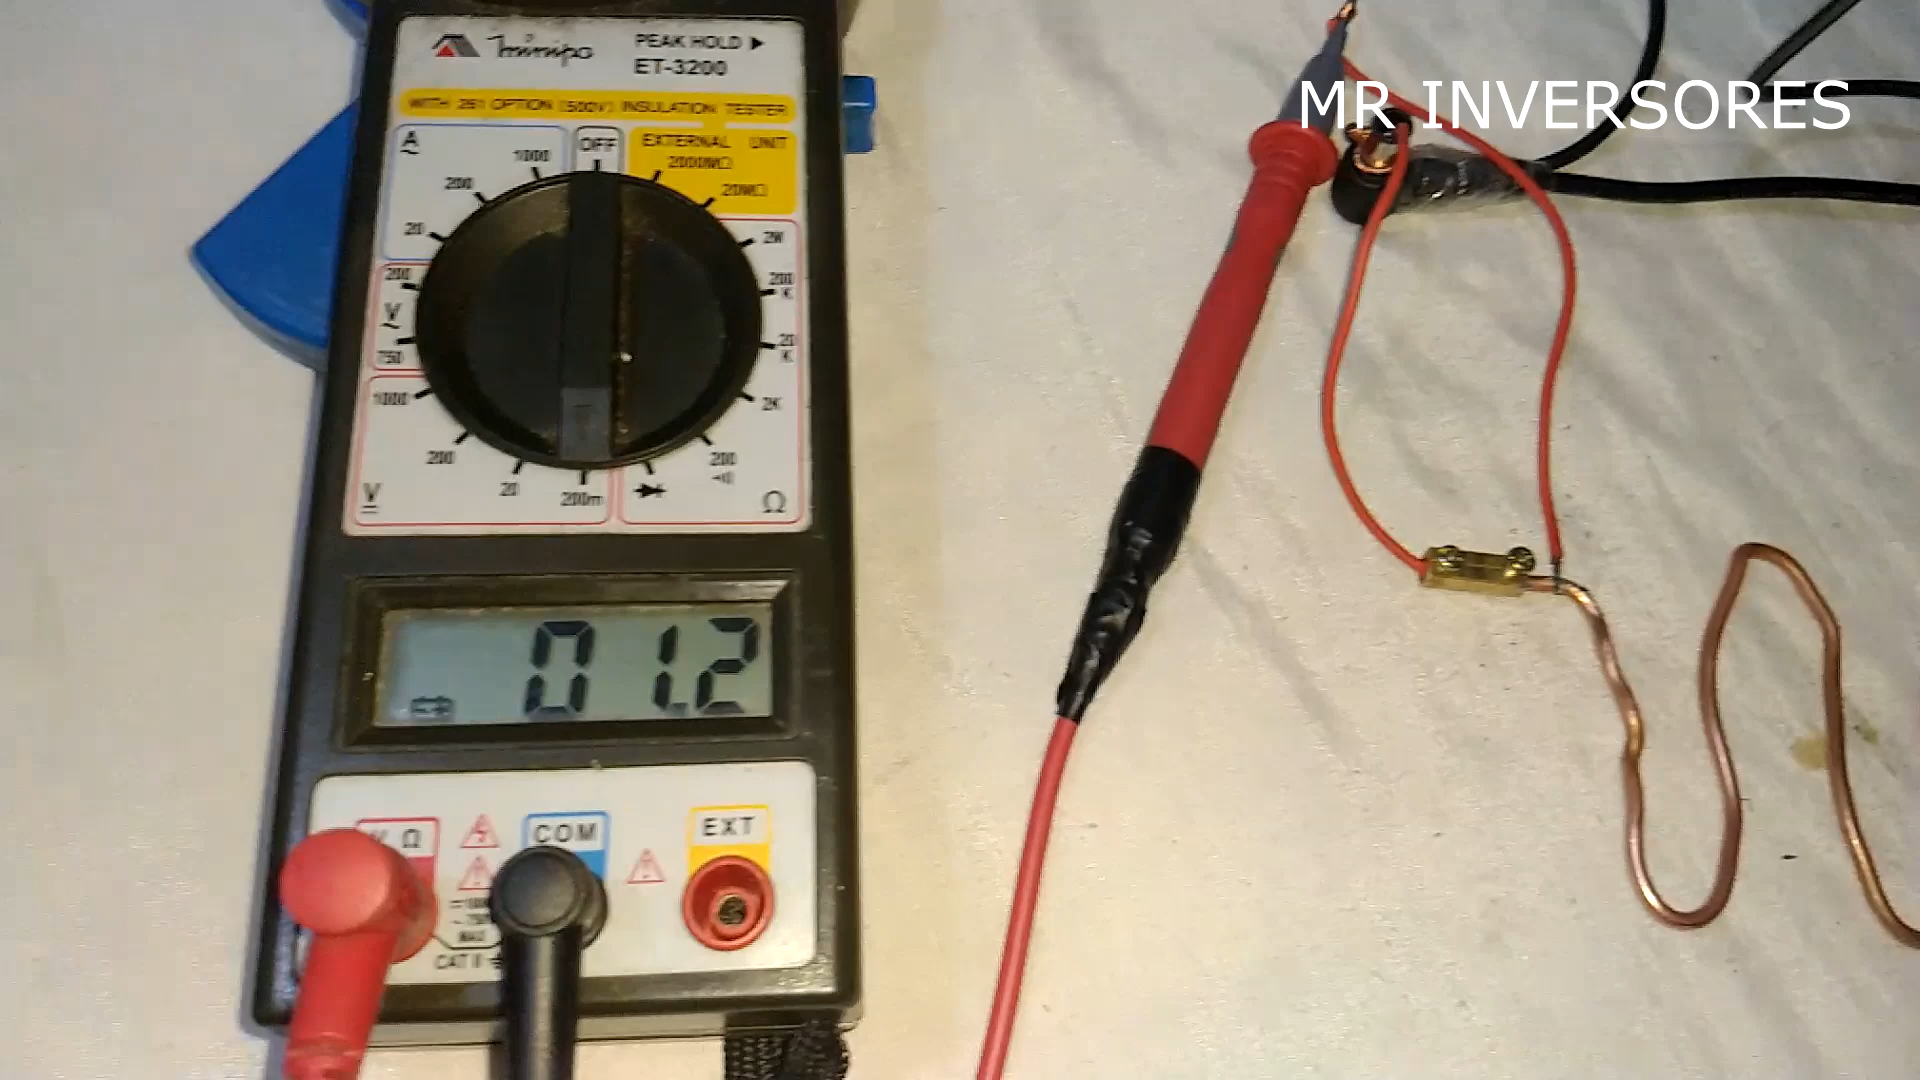 minipa
PEAK HOLD ▶
ET-3200
MR INVERSORES
WITH 261 OPTION (500V) INSULATION TESTER
A
~
1000
OFF
EXTERNAL UNIT
2000MΩ
20MΩ
200
20
200
V
~
750
1000
200
20
200m
V
2M
200
K
20
K
2K
200
Ω
01.2
V Ω
COM
EXT
MAX
CAT II